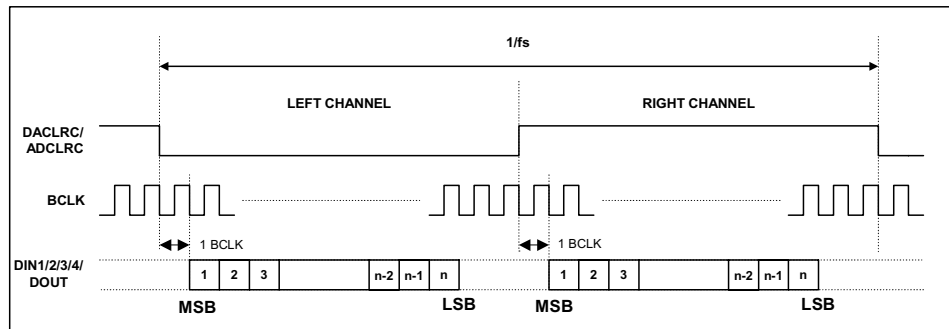 1/fs
LEFT CHANNEL RIGHT CHANNEL
DACLRC/
ADCLRC
BCLK
1 BCLK 1 BCLK
DIN1/2/3/4/
DOUT
1 2 3 n-2 n-1 n 1 2 3 n-2 n-1 n
MSB LSB MSB LSB